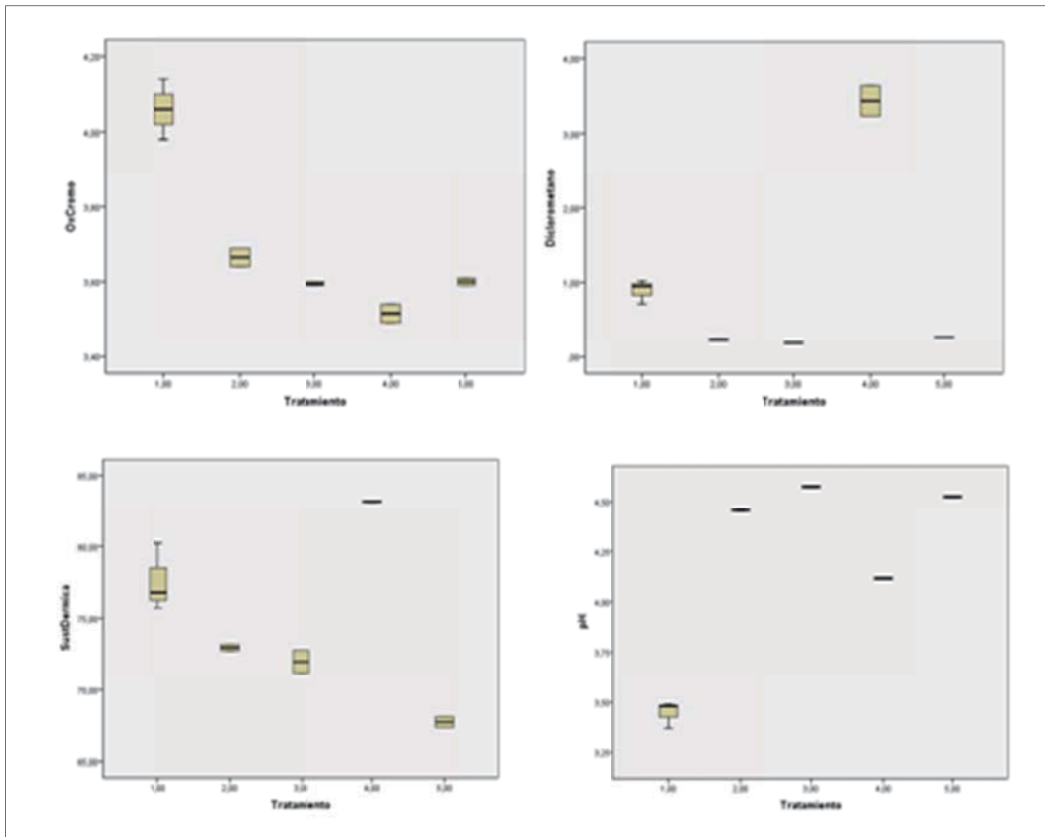 4,20
4,00
3,80
3,60
3,40
OxCromo
1,00 2,00 3,00 4,00 5,00
Tratamiento
4,00
3,00
2,00
1,00
,00
Diclorometano
1,00 2,00 3,00 4,00 5,00
Tratamiento
85,00
80,00
75,00
70,00
65,00
SustDermica
1,00 2,00 3,00 4,00 5,00
Tratamiento
4,50
4,25
4,00
3,75
3,50
3,25
pH
1,00 2,00 3,00 4,00 5,00
Tratamiento